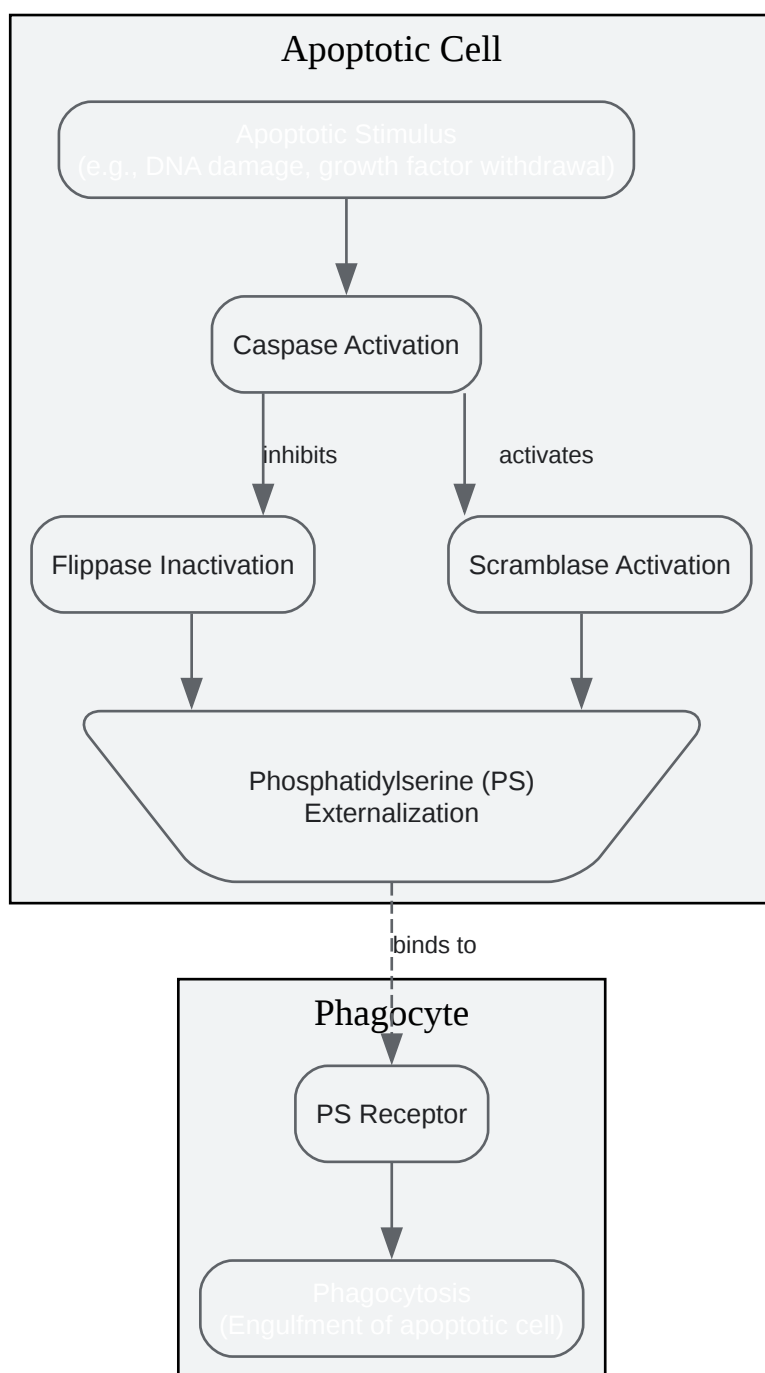 Apoptotic Cell
Apoptotic Stimulus
(e.g., DNA damage, growth factor withdrawal)
Caspase Activation
inhibits
activates
Flippase Inactivation
Scramblase Activation
Phosphatidylserine (PS)
Externalization
binds to
Phagocyte
PS Receptor
Phagocytosis
(Engulfment of apoptotic cell)